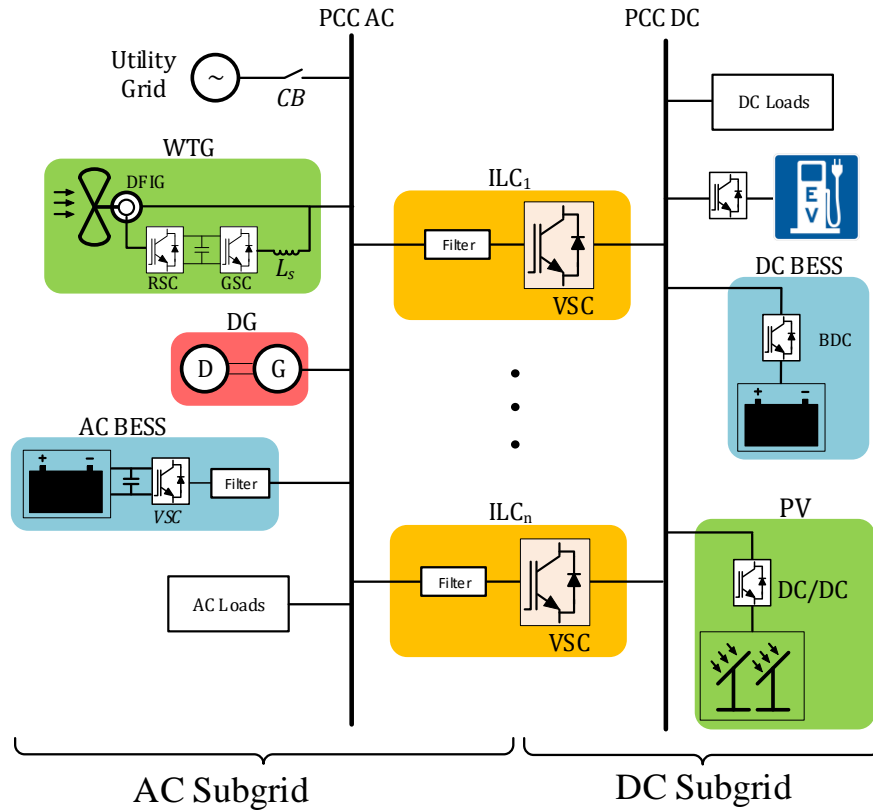 PCC AC
PCC DC
Utility
Grid
~
CB
DC Loads
WTG
DFIG
RSC
GSC
Ls
ILC1
Filter
VSC
E
V
DC BESS
BDC
+ −
DG
D
G
AC BESS
+ −
VSC
Filter
ILCn
Filter
VSC
PV
DC/DC
AC Loads
AC Subgrid
DC Subgrid